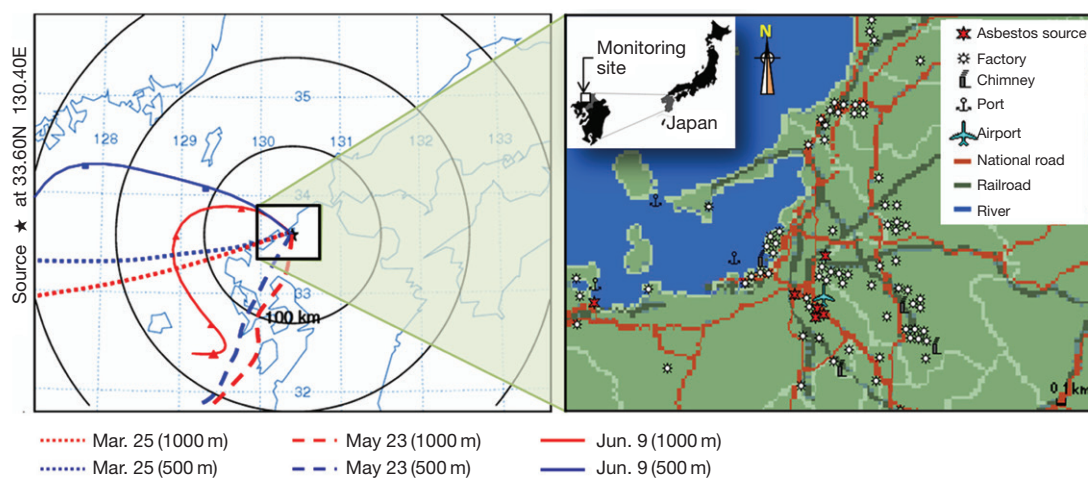 Source ★ at 33.60N 130.40E
35
128
129
130
131
132
133
34
33
100 km
32
Monitoring
site
Japan
N
Asbestos source
Factory
Chimney
Port
Airport
National road
Railroad
River
0 1 km
Mar. 25 (1000 m)
May 23 (1000 m)
Jun. 9 (1000 m)
Mar. 25 (500 m)
May 23 (500 m)
Jun. 9 (500 m)